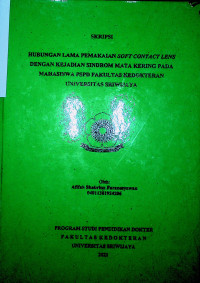 SKRIPSI
HUBUNGAN LAMA PEMAKAIAN SOFT CONTACT LENS
DENGAN KEJADIAN SINDROM MATA KERING PADA
MAHASISWA PSPD FAKULTAS KEDOKTERAN
UNIVERSITAS SRIWIJAYA
Oleh:
PROGRAM STUDI PENDIDIKAN DOKTER
FAKULTAS KEDOKTERAN
UNIVERSITAS SRIWIJAYA